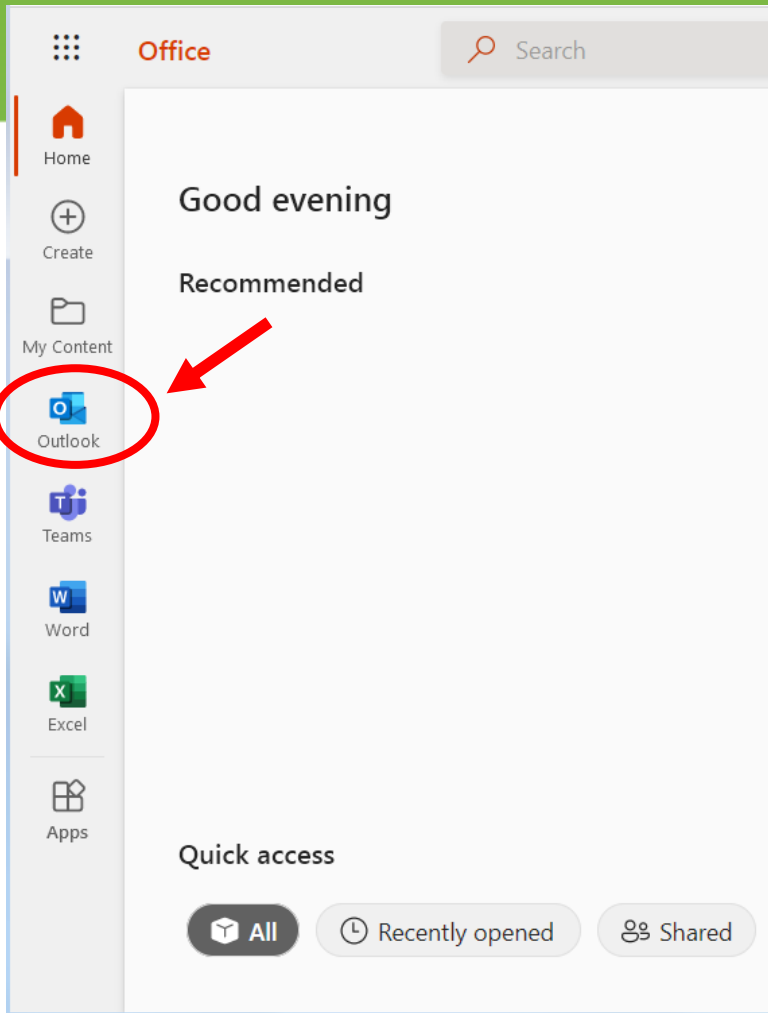 Office
Search
Home
Create
My Content
Outlook
Teams
Word
Excel
Apps
Good evening
Recommended
Quick access
All
Recently opened
Shared